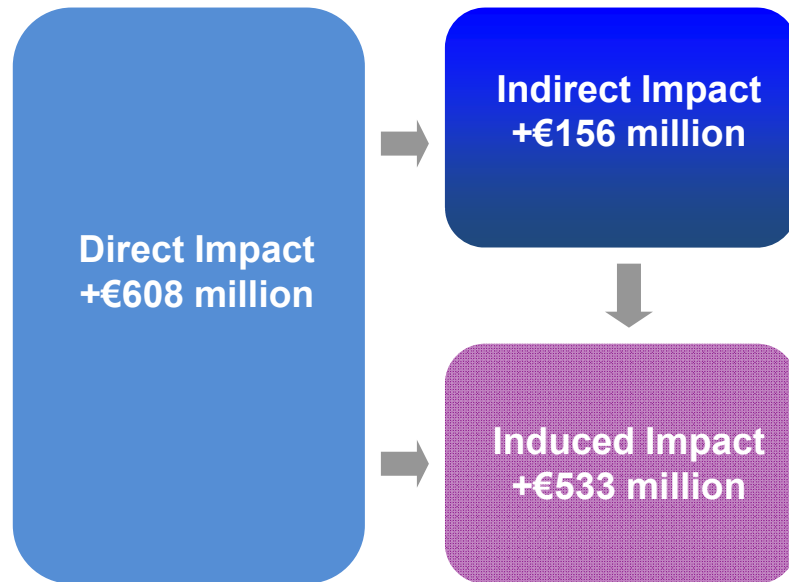 Direct Impact
+€608 million
Indirect Impact
+€156 million
Induced Impact
+€533 million